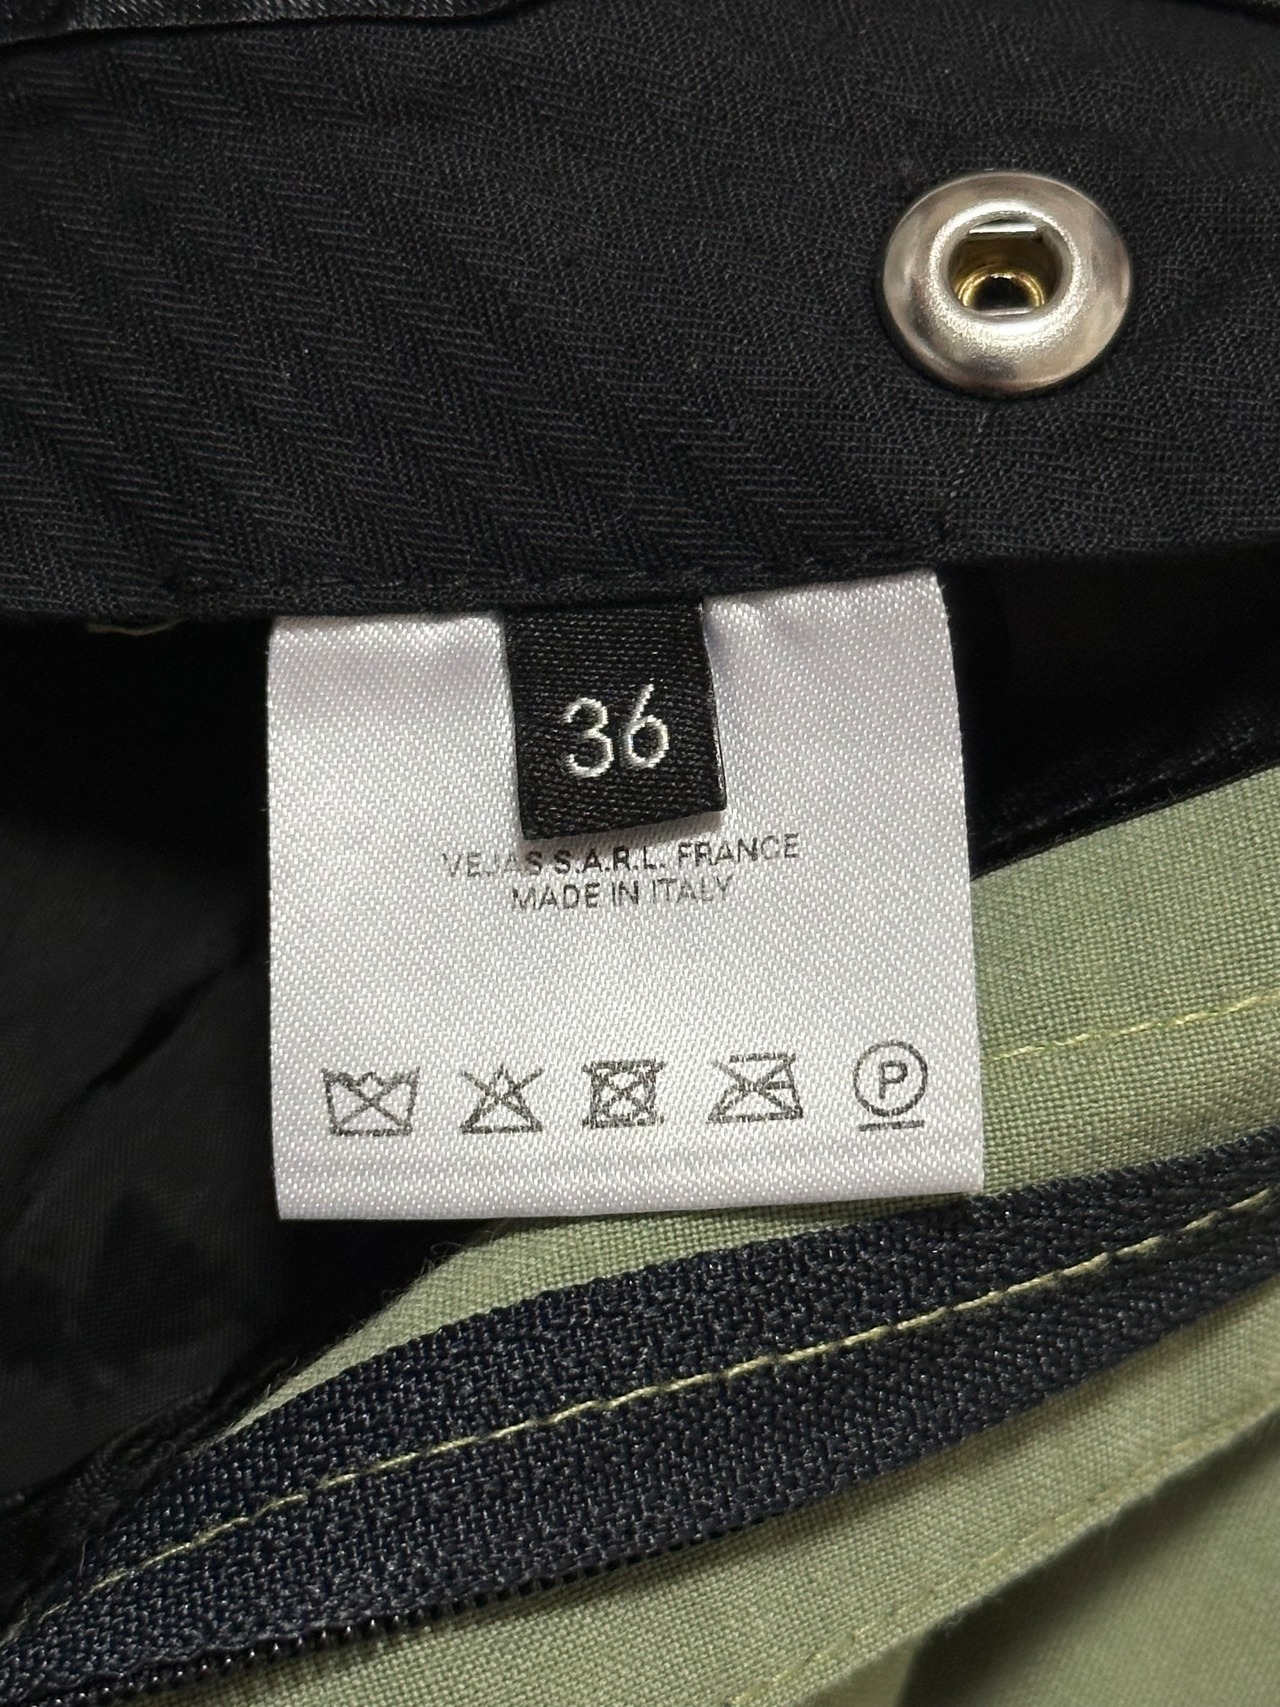 36
VEJAS S.A.R.L. FRANCE
MADE IN ITALY
P